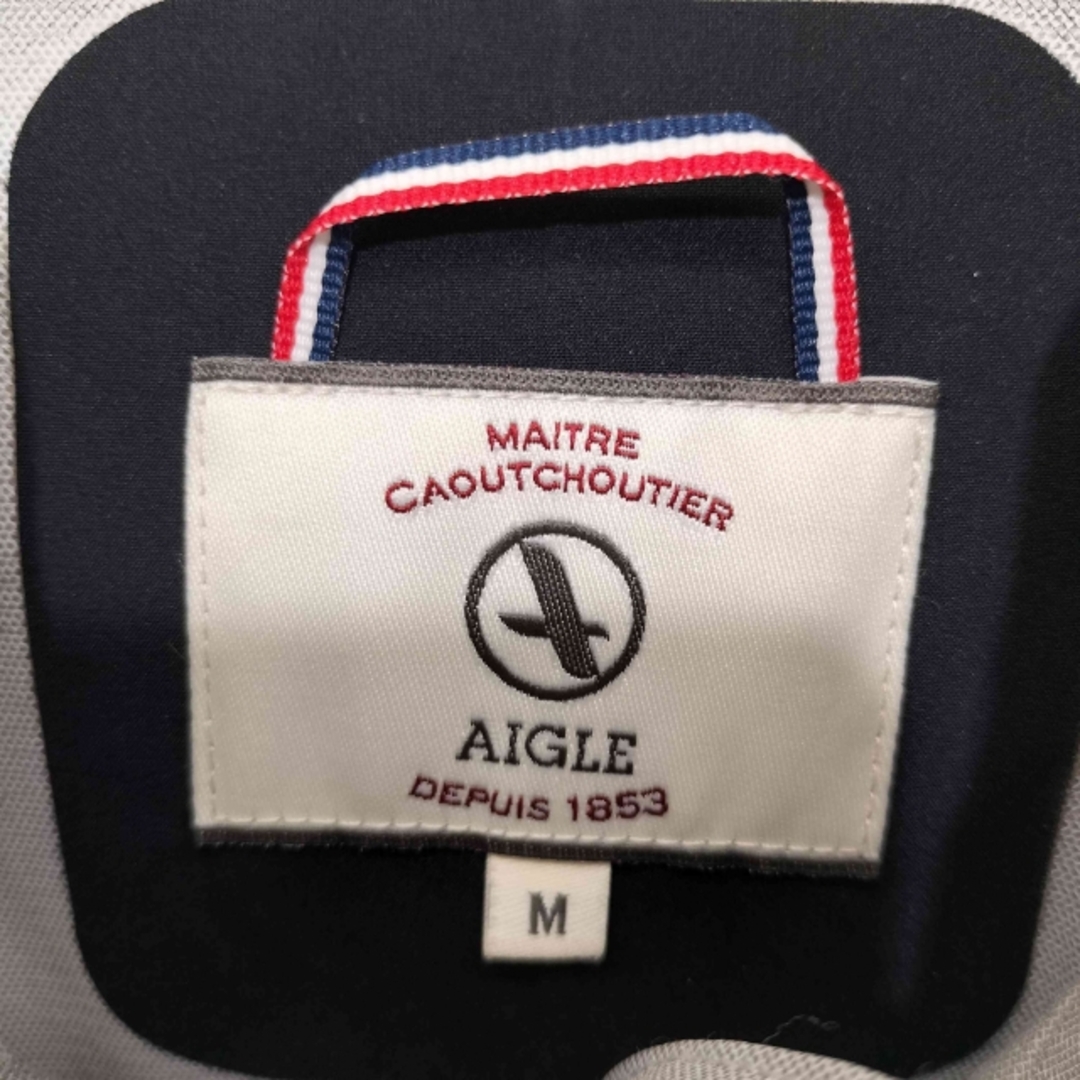 MAITRE
CAOUTCHOUTIER
AIGLE
DEPUIS 1853
M